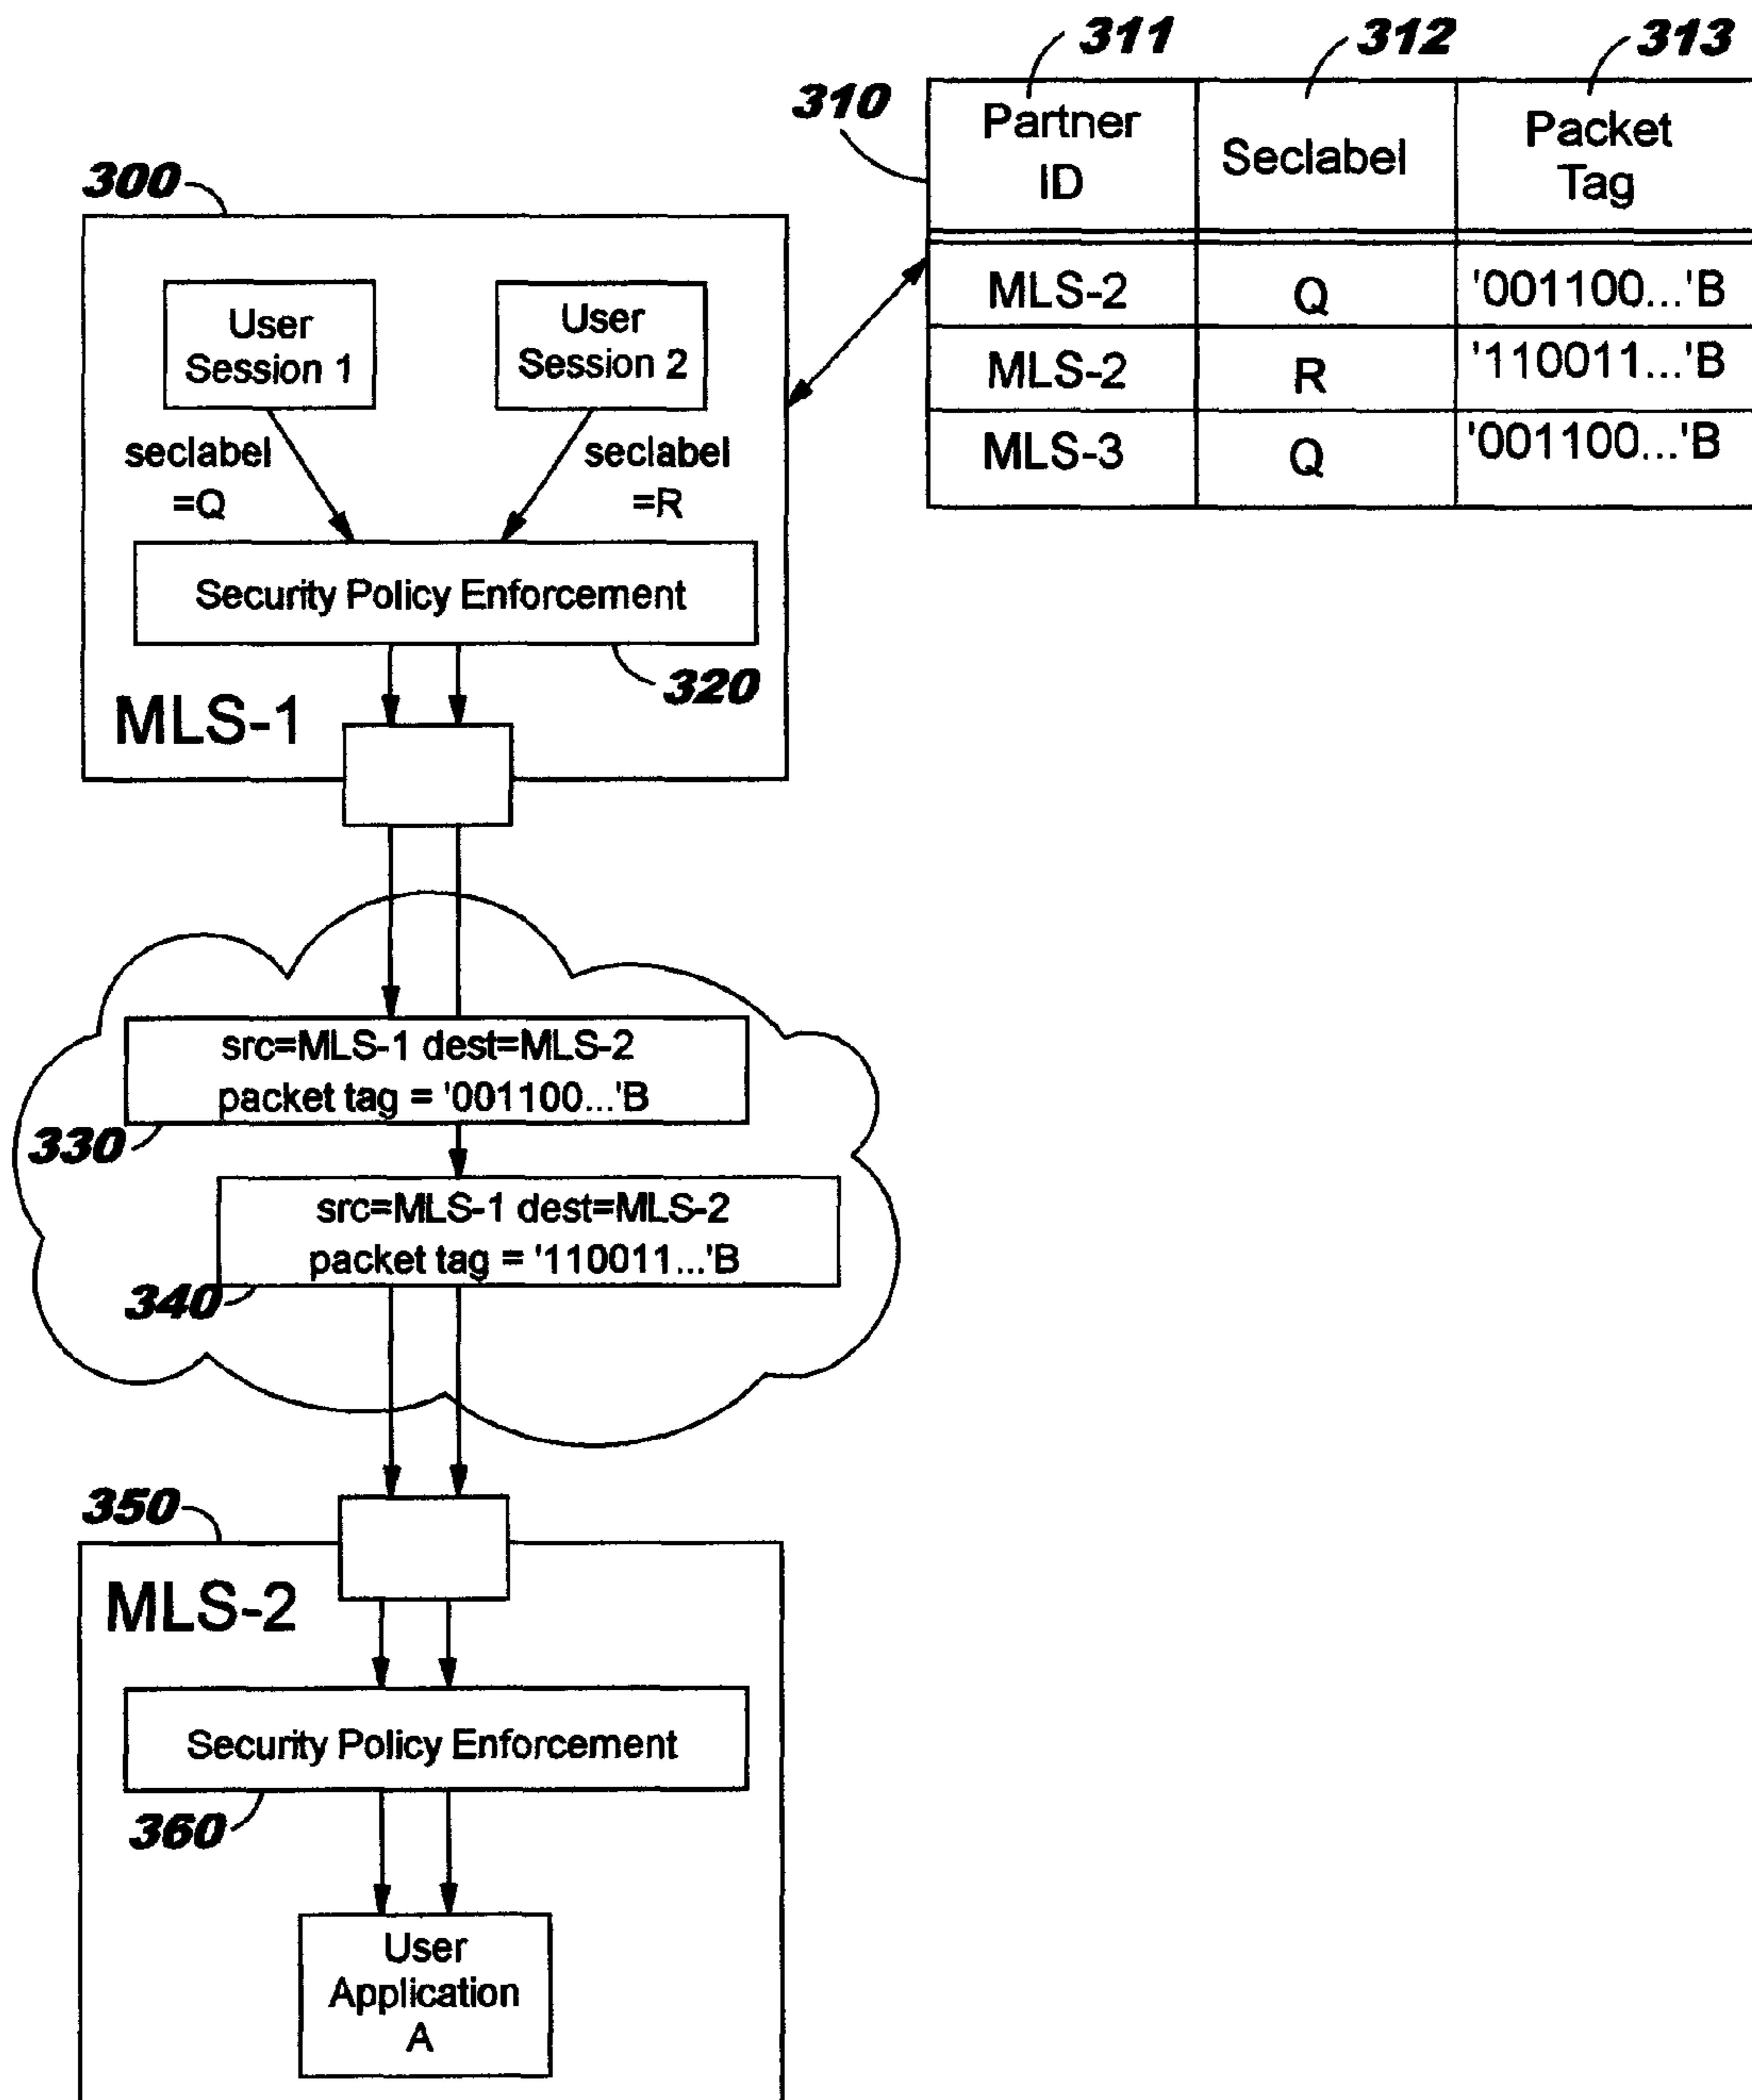 311
312
313
310
Partner
ID
Seclabel
Packet
Tag
MLS-2
Q
'001100...'B
MLS-2
R
'110011...'B
MLS-3
Q
'001100...'B
300
User
Session 1
User
Session 2
seclabel
=Q
seclabel
=R
Security Policy Enforcement
320
MLS-1
src=MLS-1 dest=MLS-2
packet tag = '001100...'B
330
src=MLS-1 dest=MLS-2
packet tag = '110011...'B
340
350
MLS-2
Security Policy Enforcement
360
User
Application
A